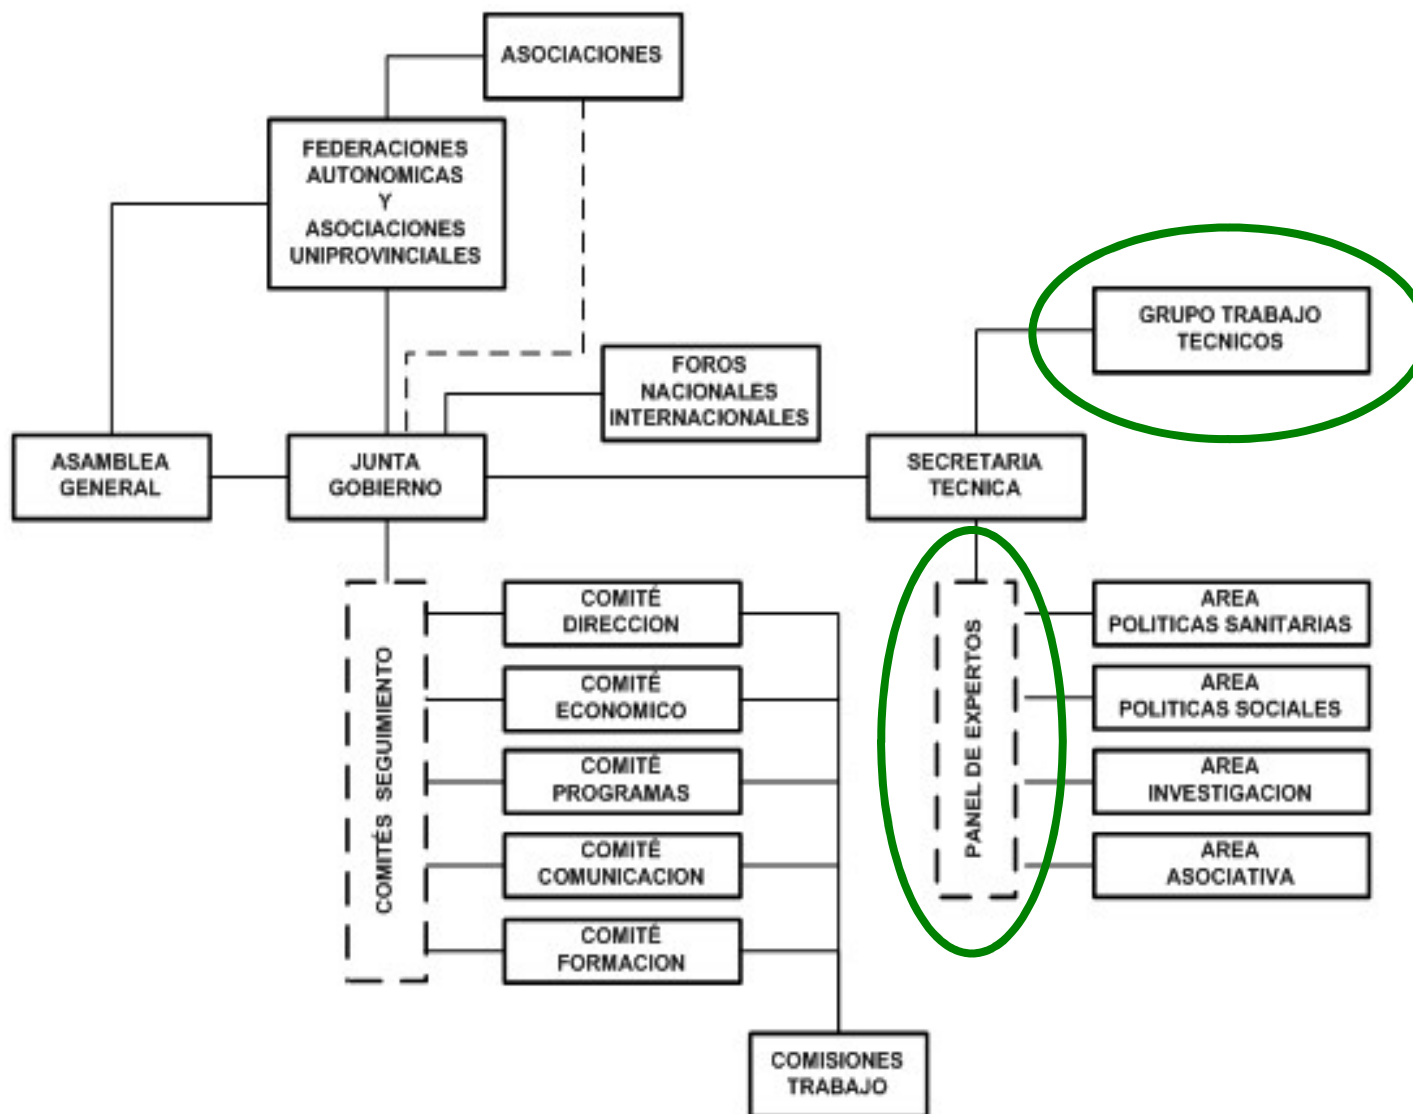 ASOCIACIONES
FEDERACIONES
AUTONOMICAS
Y
ASOCIACIONES
UNIPROVINCIALES
GRUPO TRABAJO
TECNICOS
FOROS
NACIONALES
INTERNACIONALES
ASAMBLEA
GENERAL
JUNTA
GOBIERNO
SECRETARIA
TECNICA
COMITÉS SEGUIMIENTO
COMITÉ
DIRECCION
COMITÉ
ECONOMICO
COMITÉ
PROGRAMAS
COMITÉ
COMUNICACION
COMITÉ
FORMACION
PANEL DE EXPERTOS
AREA
POLITICAS SANITARIAS
AREA
POLITICAS SOCIALES
AREA
INVESTIGACION
AREA
ASOCIATIVA
COMISIONES
TRABAJO